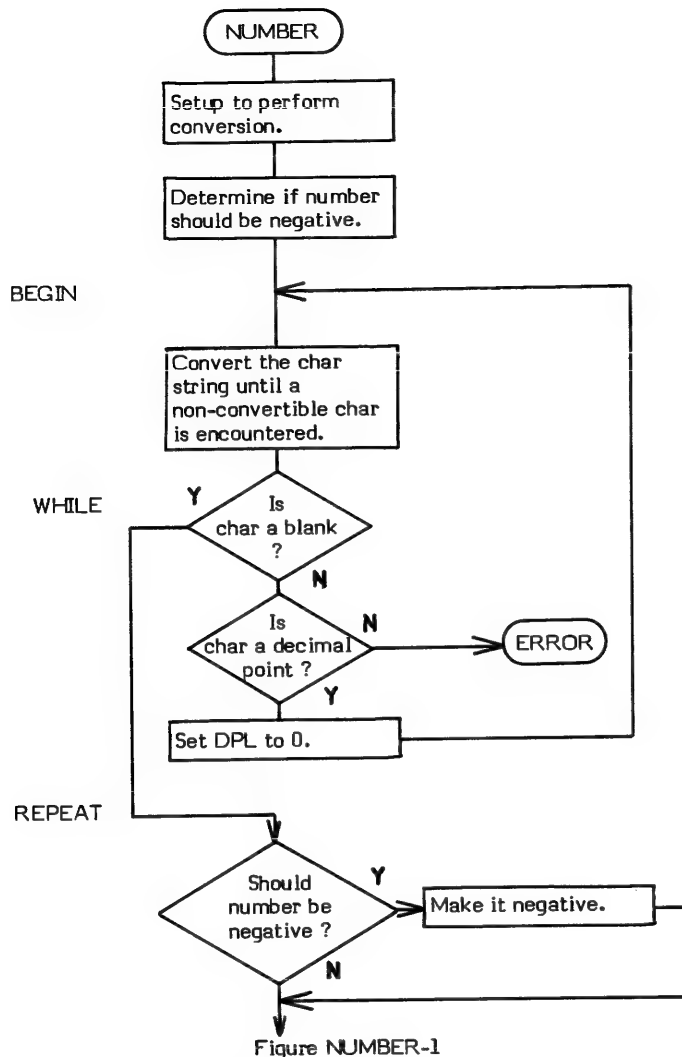 NUMBER
Setup to perform
conversion.
Determine if number
should be negative.
BEGIN
Convert the char
string until a
non-convertible char
is encountered.
WHILE
Y
Is
char a blank
?
N
Is
char a decimal
point ?
N
ERROR
Y
Set DPL to 0.
REPEAT
Should
number be
negative ?
Y
Make it negative.
N
Figure NUMBER-1